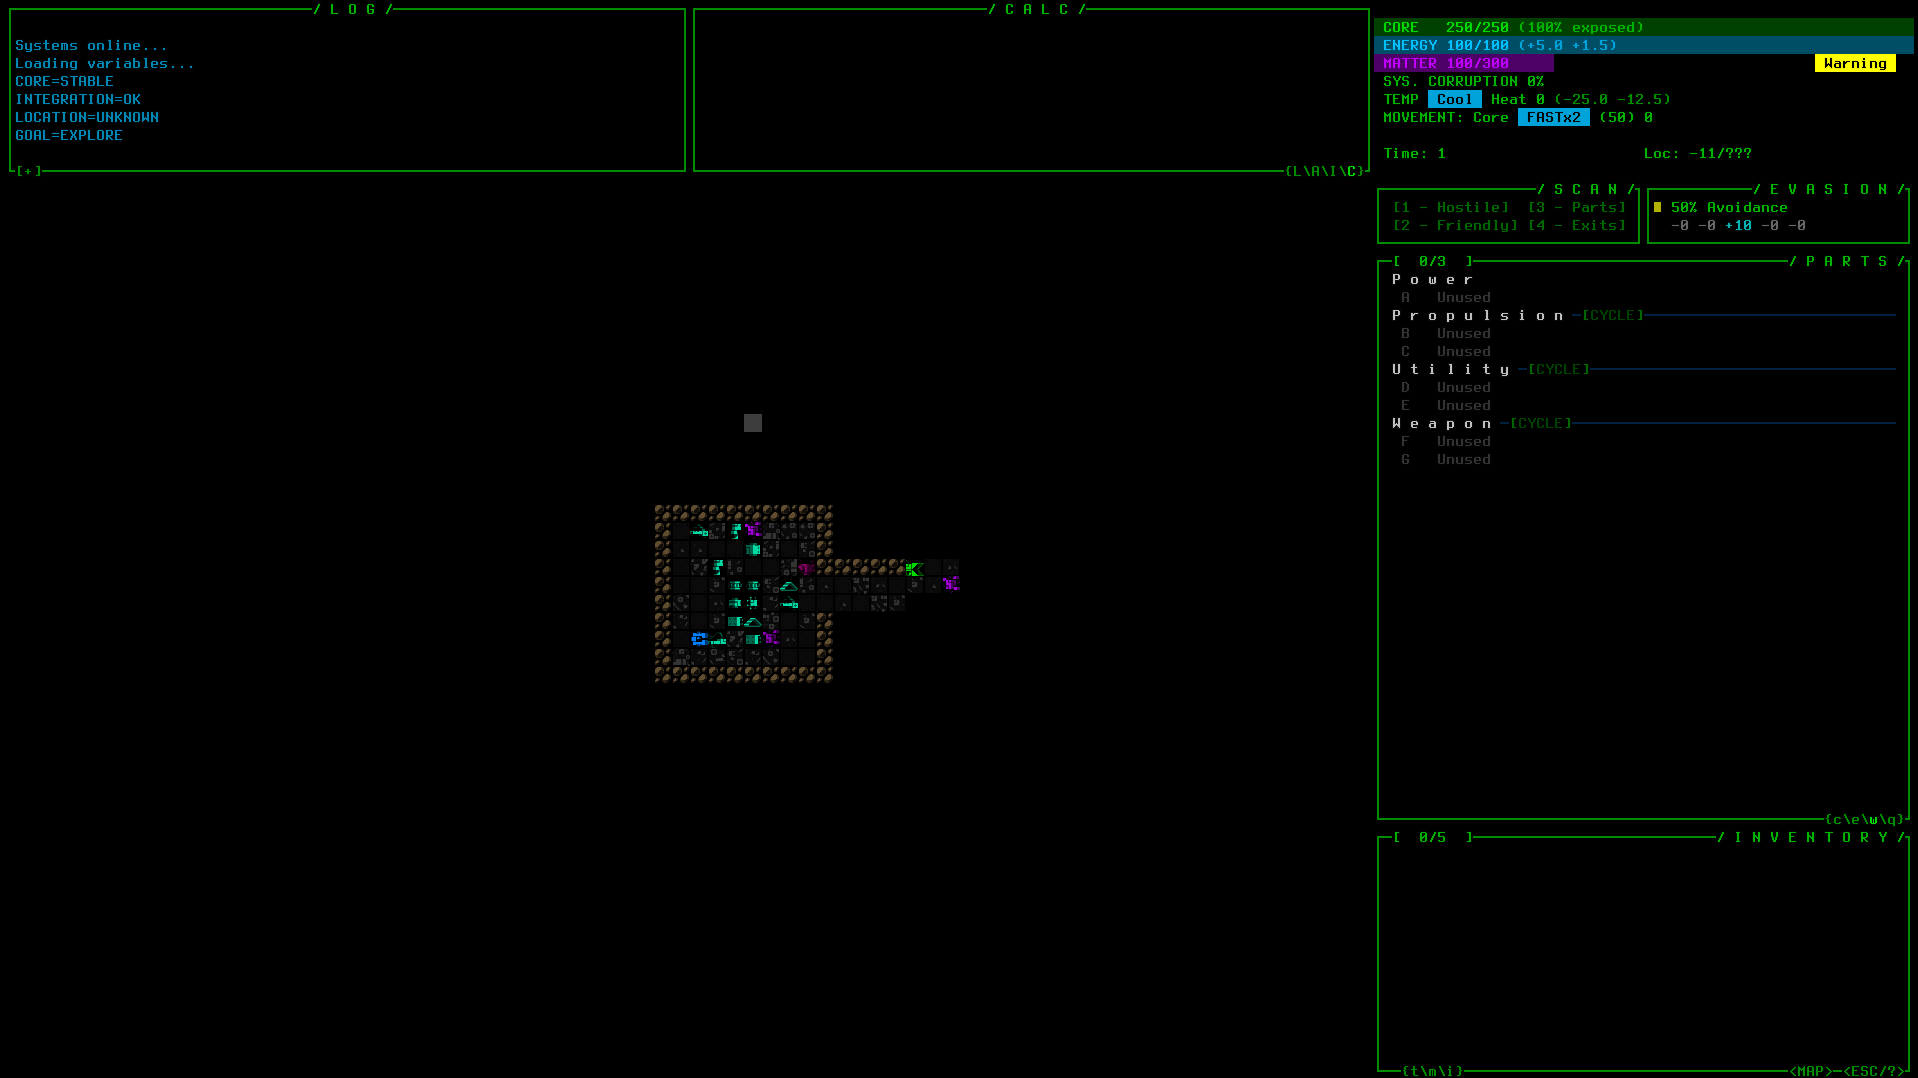 / L O G /
Systems online...
Loading variables...
CORE=STABLE
INTEGRATION=OK
LOCATION=UNKNOWN
GOAL=EXPLORE
[+]
/ C A L C /
{L\A\I\C}
CORE 250/250 (100% exposed)
ENERGY 100/100 (+5.0 +1.5)
MATTER 100/300 Warning
SYS. CORRUPTION 0%
TEMP Cool Heat 0 (-25.0 -12.5)
MOVEMENT: Core FASTx2 (50) 0
Time: 1 Loc: -11/???
/ S C A N /
[1 - Hostile] [3 - Parts]
[2 - Friendly] [4 - Exits]
/ E V A S I O N /
50% Avoidance
-0 -0 +10 -0 -0
[ 0/3 ] / P A R T S /
P o w e r
A Unused
P r o p u l s i o n [CYCLE]
B Unused
C Unused
U t i l i t y [CYCLE]
D Unused
E Unused
W e a p o n [CYCLE]
F Unused
G Unused
{c\e\w\q}
[ 0/5 ] / I N V E N T O R Y /
{t\m\i} <MAP> <ESC/?>